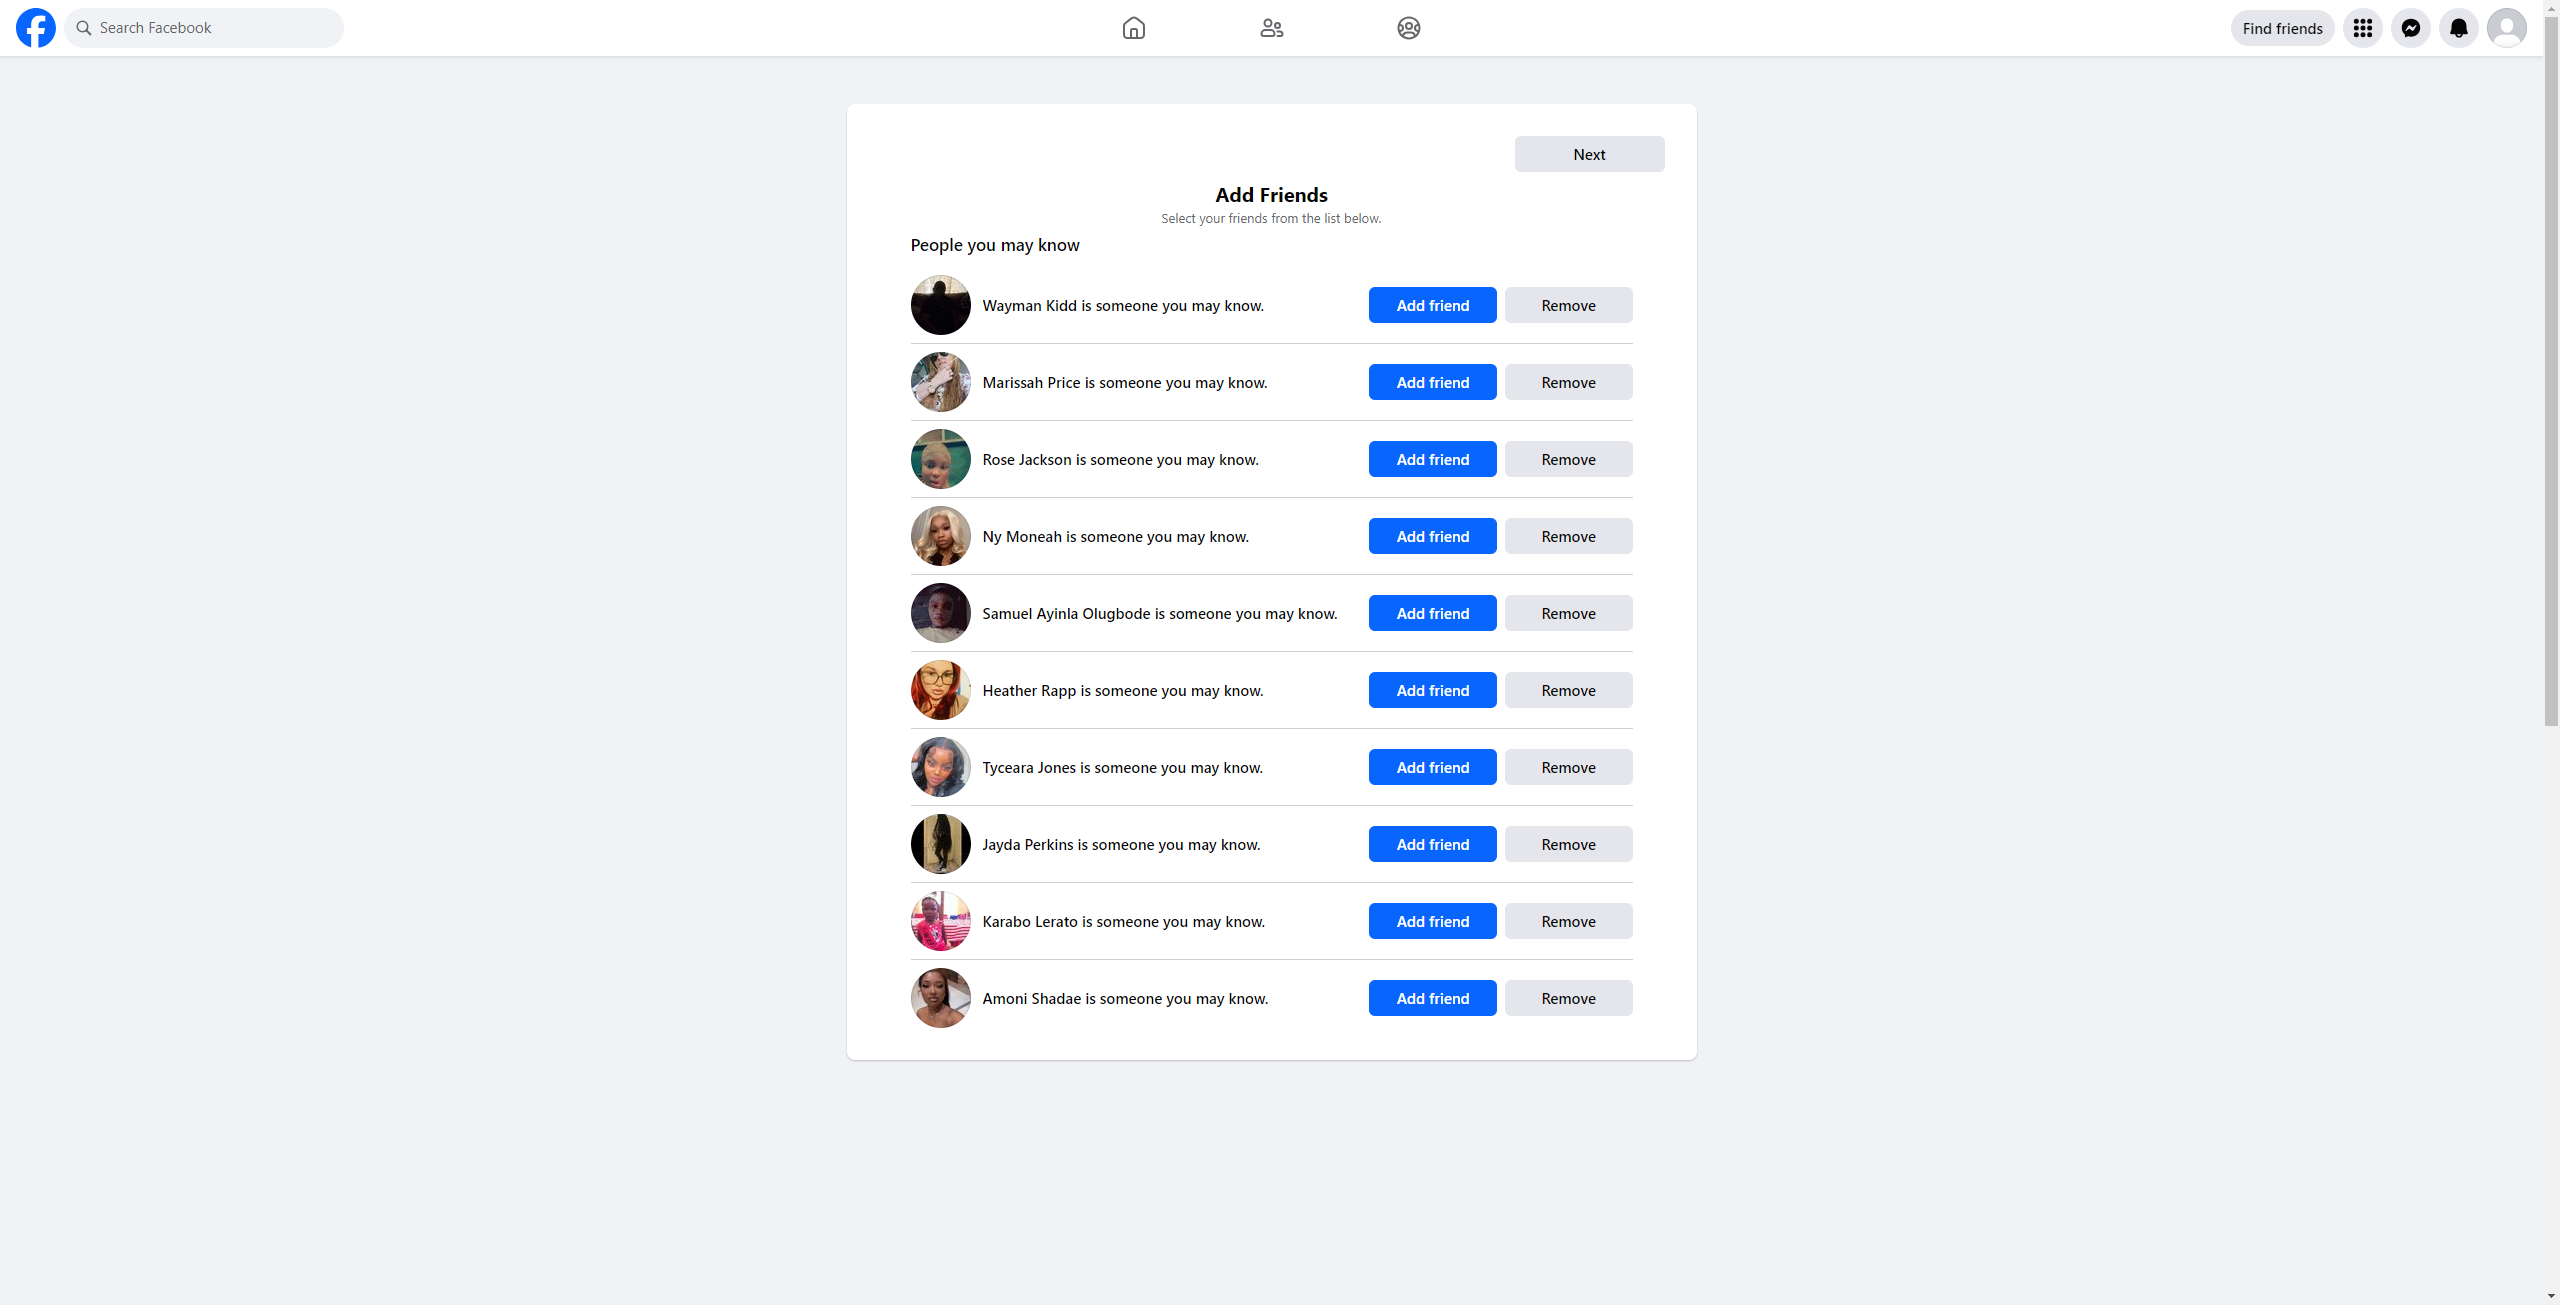 Search Facebook
Find friends
Next
Add Friends
Select your friends from the list below.
People you may know
Wayman Kidd is someone you may know. Add friend Remove
Marissah Price is someone you may know. Add friend Remove
Rose Jackson is someone you may know. Add friend Remove
Ny Moneah is someone you may know. Add friend Remove
Samuel Ayinla Olugbode is someone you may know. Add friend Remove
Heather Rapp is someone you may know. Add friend Remove
Tyceara Jones is someone you may know. Add friend Remove
Jayda Perkins is someone you may know. Add friend Remove
Karabo Lerato is someone you may know. Add friend Remove
Amoni Shadae is someone you may know. Add friend Remove